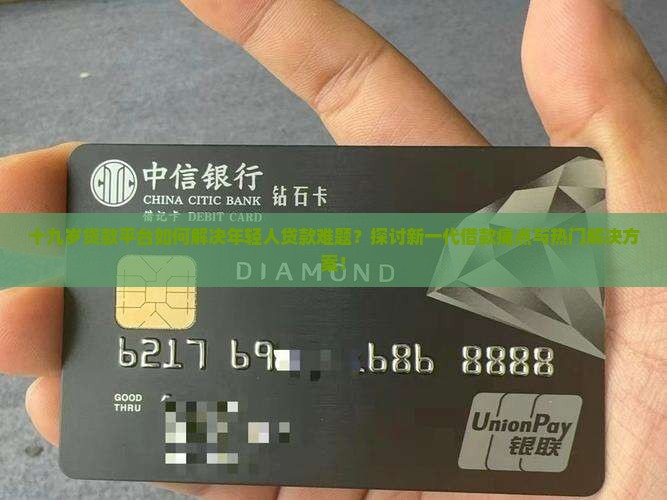 中信银行
CHINA CITIC BANK 钻石卡
借记卡 DEBIT CARD
十九岁贷款平台如何解决年轻人贷款难题?探讨新一代借款痛点与热门解决方
案!
DIAMOND
6217 69 686 8888
GOOD
THRU
UnionPay
银联